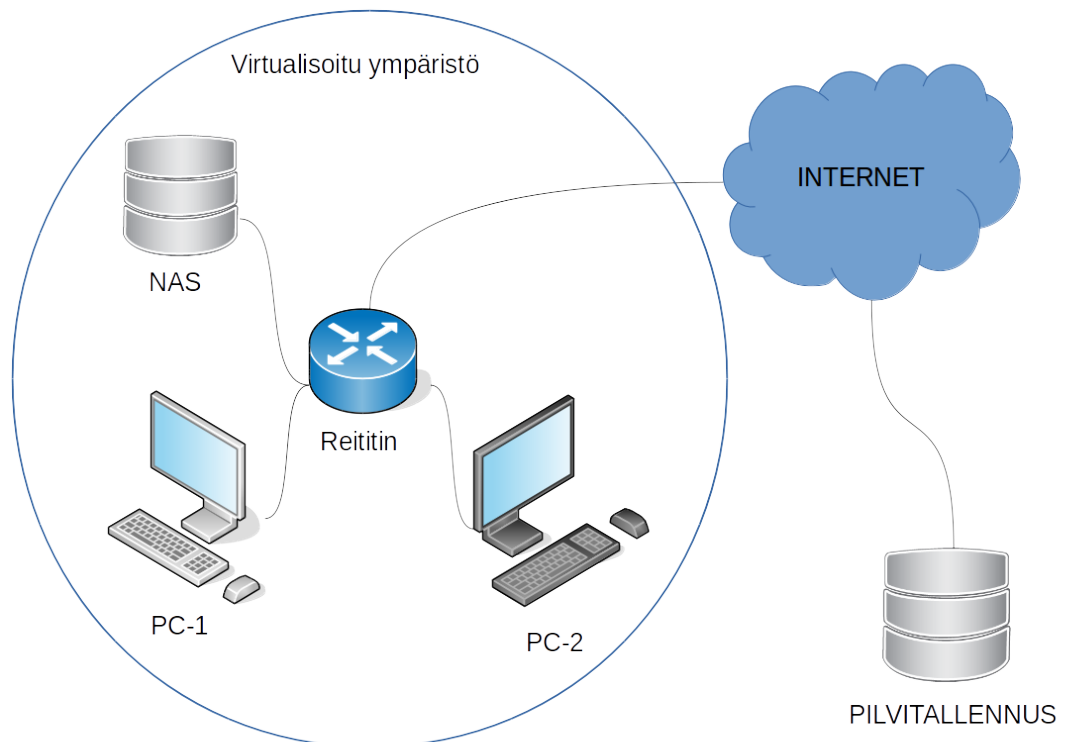 Virtualisoitu ympäristö
INTERNET
NAS
Reititin
PC-1
PC-2
PILVITALLENNUS